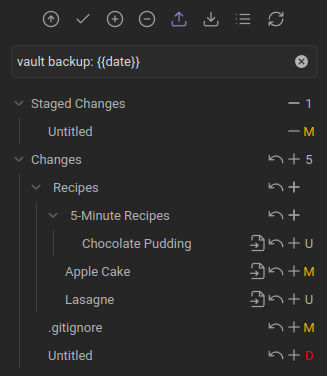 vault backup: {{date}}
Staged Changes 1
Untitled M
Changes 5
Recipes
5-Minute Recipes
Chocolate Pudding U
Apple Cake M
Lasagne U
.gitignore M
Untitled D